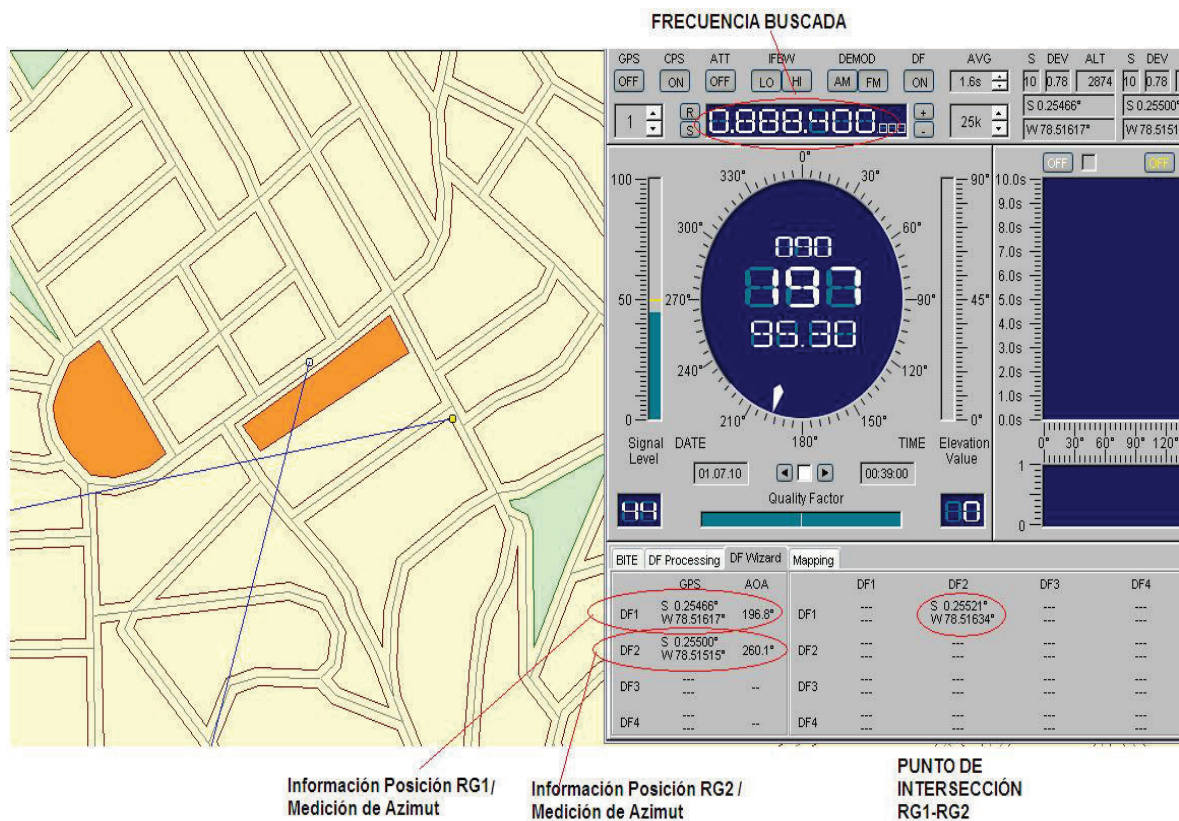 FRECUENCIA BUSCADA
GPS CPS ATT IFBW DEMOD DF AVG S DEV ALT S DEV
OFF ON OFF LO HI AM FM ON 1.6s 10 0.78 2874 10 0.78
1 R S 0.888.400.000 + - 25k
S 0.25466° S 0.25500°
W 78.51617° W 78.5151
OFF OFF
0°
330° 30°
300° 60°
270° 90°
240° 120°
210° 150°
180°
090
197
95.30
100
50
0
90°
45°
0°
10.0s
9.0s
8.0s
7.0s
6.0s
5.0s
4.0s
3.0s
2.0s
1.0s
0.0s
0° 30° 60° 90° 120°
1
0
Signal Level DATE TIME Elevation Value
01.07.10 00:39:00
Quality Factor
44 0
BITE DF Processing DF Wizard Mapping
GPS AOA DF1 DF2 DF3 DF4
DF1 S 0.25466° 196.8° DF1 --- S 0.25521° --- ---
W 78.51617° --- W 78.51634° --- ---
DF2 S 0.25500° 260.1° DF2 --- --- --- ---
W 78.51515° --- --- --- ---
DF3 --- -- DF3 --- --- --- ---
--- --- --- --- ---
DF4 --- -- DF4 --- --- --- ---
--- --- --- --- ---
Información Posición RG1/
Medición de Azimut
Información Posición RG2 /
Medición de Azimut
PUNTO DE
INTERSECCIÓN
RG1-RG2